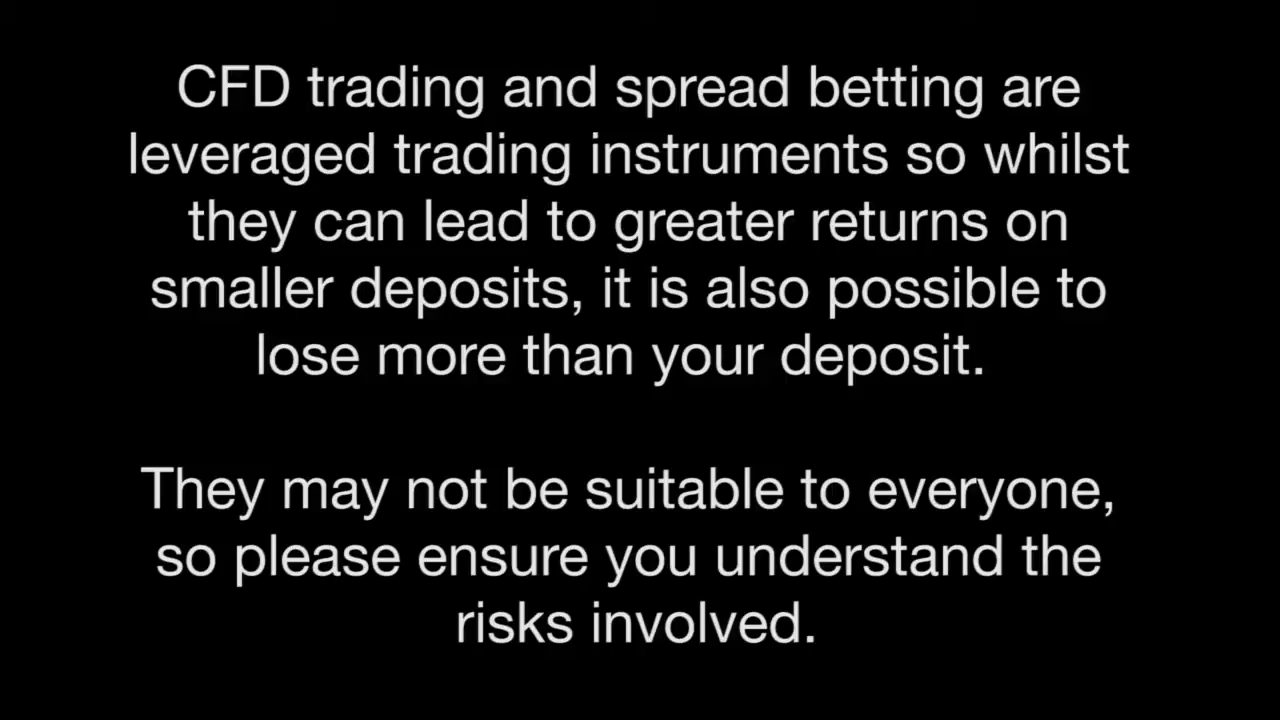 CFD trading and spread betting are
leveraged trading instruments so whilst
they can lead to greater returns on
smaller deposits, it is also possible to
lose more than your deposit.
They may not be suitable to everyone,
so please ensure you understand the
risks involved.